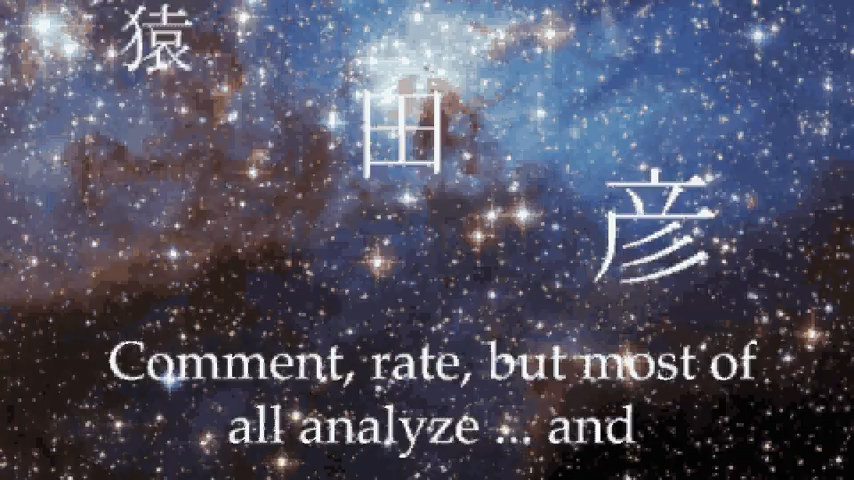 猿
田
彦
Comment, rate, but most of
all analyze ... and